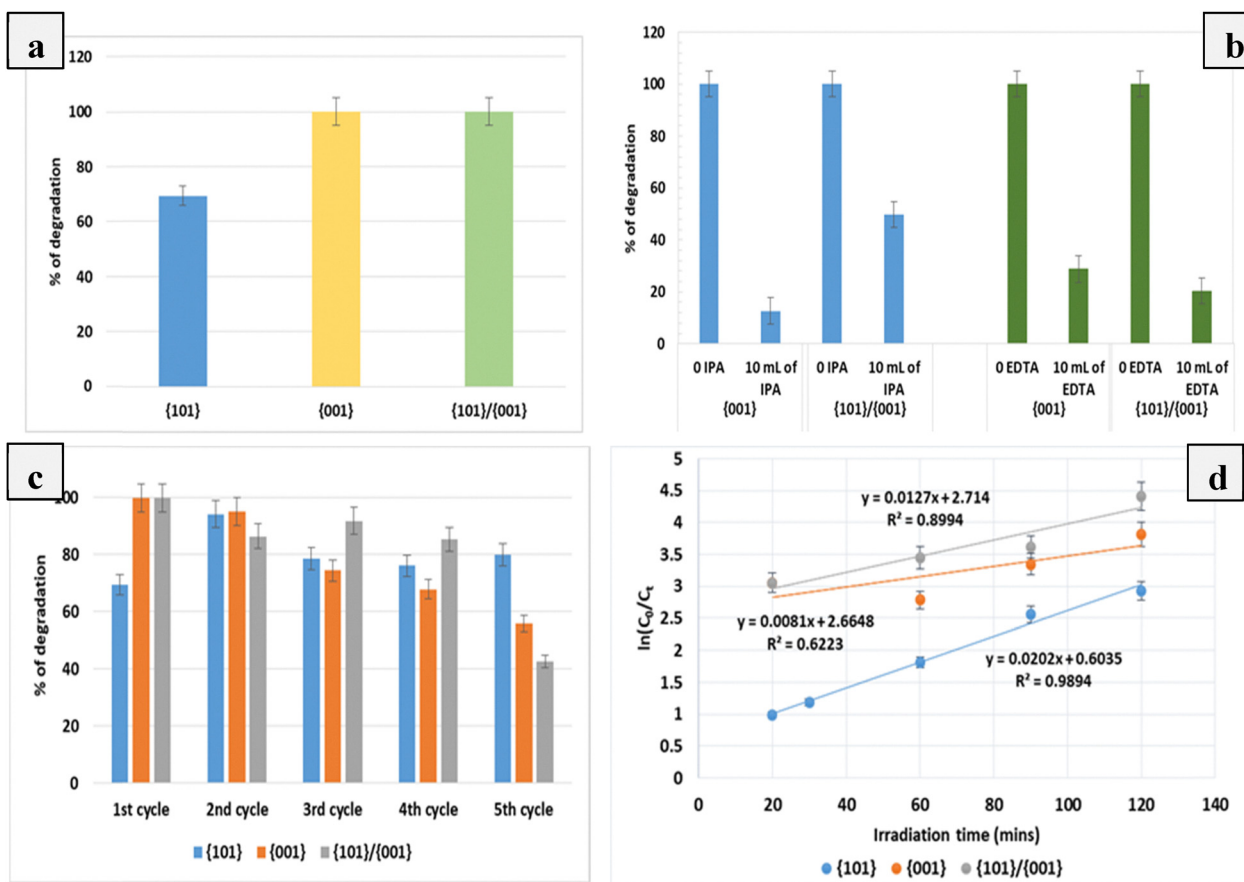 a
120
100
80
60
40
20
0
% of degradation
{101}
{001}
{101}/{001}
b
120
100
80
60
40
20
0
% of degradation
0 IPA
10 mL of
IPA
0 IPA
10 mL of
IPA
0 EDTA
10 mL of
EDTA
0 EDTA
10 mL of
EDTA
{001}
{101}/{001}
{001}
{101}/{001}
c
100
80
60
40
20
0
% of degradation
1st cycle
2nd cycle
3rd cycle
4th cycle
5th cycle
{101}
{001}
{101}/{001}
d
5
4.5
4
3.5
3
2.5
2
1.5
1
0.5
0
ln(C₀/Cₜ
y = 0.0127x + 2.714
R² = 0.8994
y = 0.0081x + 2.6648
R² = 0.6223
y = 0.0202x + 0.6035
R² = 0.9894
0
20
40
60
80
100
120
140
Irradiation time (mins)
{101}
{001}
{101}/{001}